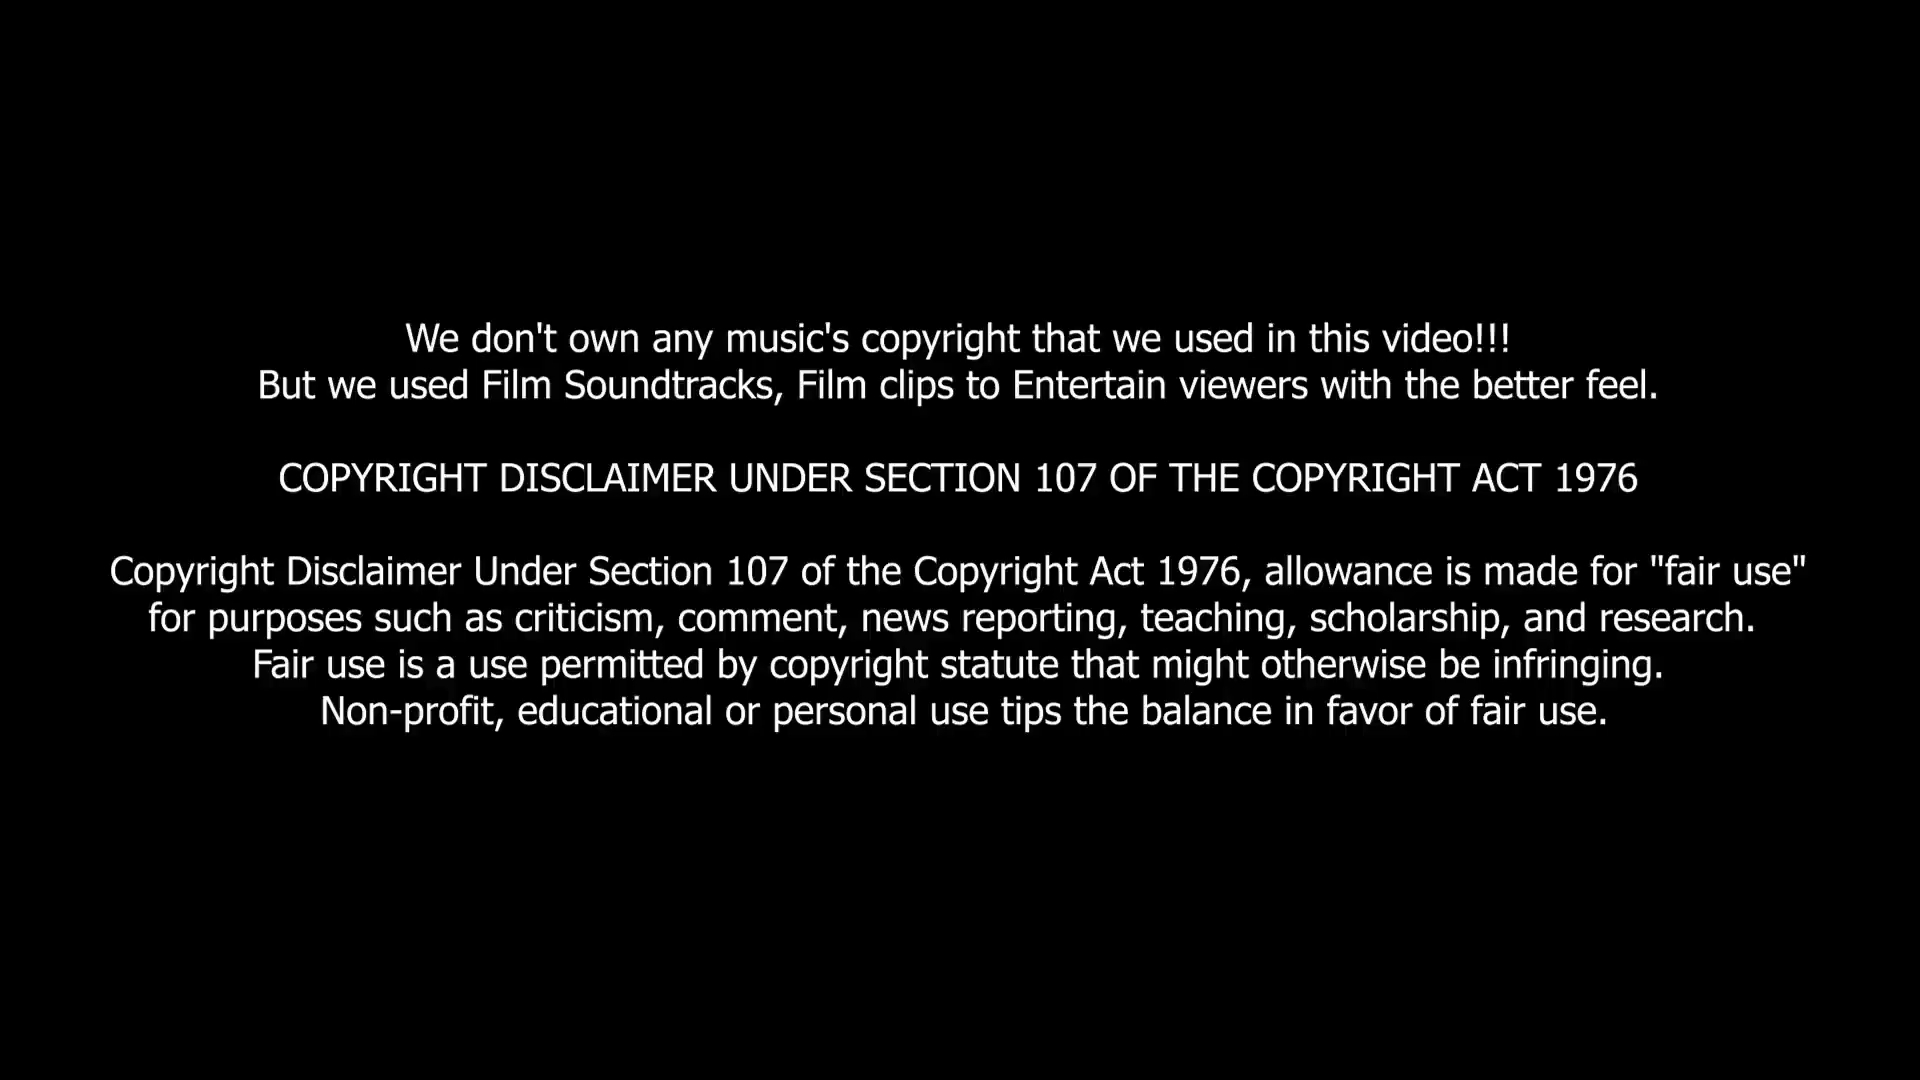 We don't own any music's copyright that we used in this video!!!
But we used Film Soundtracks, Film clips to Entertain viewers with the better feel.
COPYRIGHT DISCLAIMER UNDER SECTION 107 OF THE COPYRIGHT ACT 1976
Copyright Disclaimer Under Section 107 of the Copyright Act 1976, allowance is made for "fair use"
for purposes such as criticism, comment, news reporting, teaching, scholarship, and research.
Fair use is a use permitted by copyright statute that might otherwise be infringing.
Non-profit, educational or personal use tips the balance in favor of fair use.